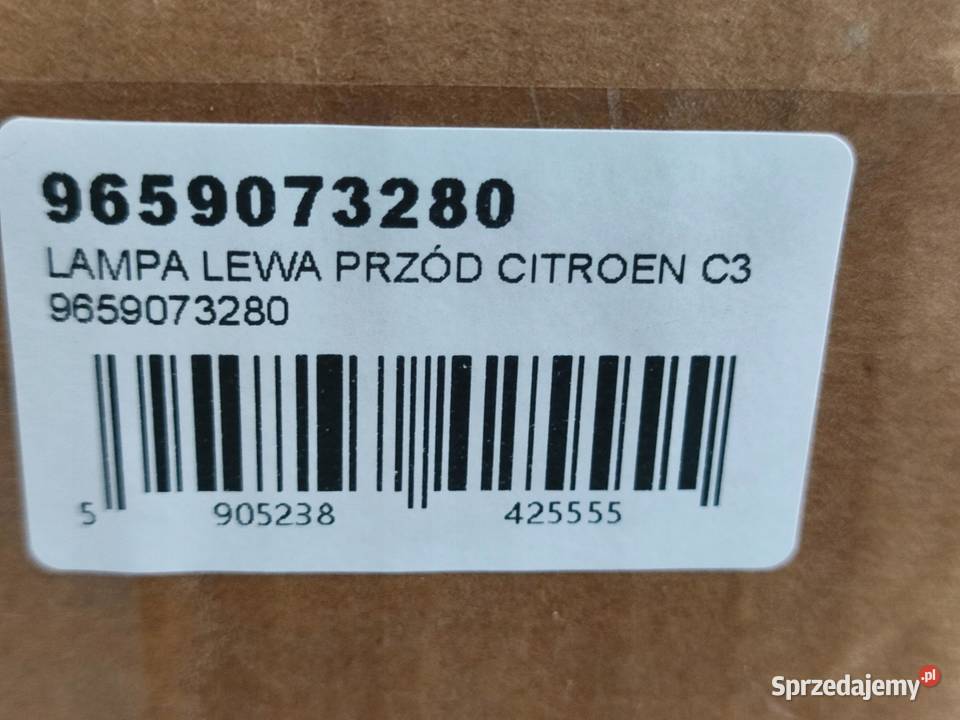 9659073280
LAMPA LEWA PRZÓD CITROEN C3
9659073280
5 905238 425555
Sprzedajemy.pl